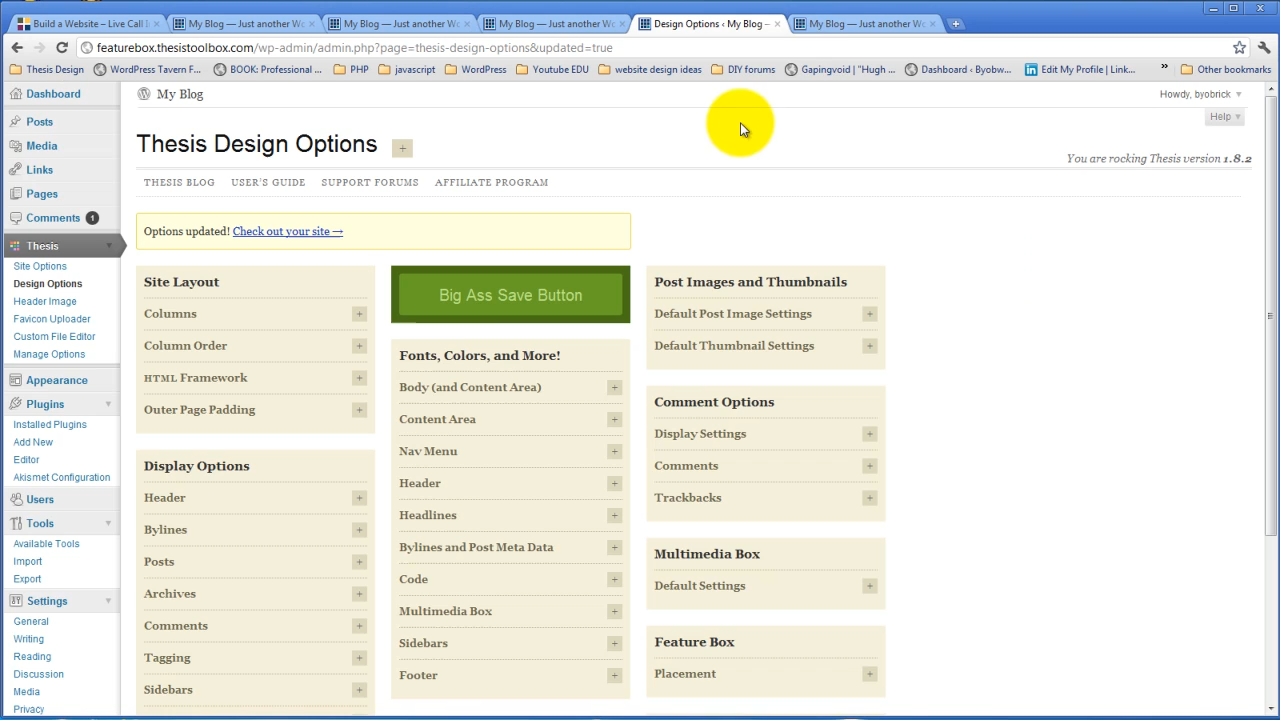 Build a Website – Live Call I
My Blog — Just another Wo
My Blog — Just another Wo
My Blog — Just another Wo
Design Options ‹ My Blog –
My Blog — Just another Wo
featurebox.thesistoolbox.com/wp-admin/admin.php?page=thesis-design-options&updated=true
Thesis Design
WordPress Tavern F...
BOOK: Professional ...
PHP
javascript
WordPress
Youtube EDU
website design ideas
DIY forums
Gapingvoid | "Hugh ...
Dashboard ‹ Byobw...
Edit My Profile | Link...
»
Other bookmarks
Dashboard
Posts
Media
Links
Pages
Comments 1
Thesis
Site Options
Design Options
Header Image
Favicon Uploader
Custom File Editor
Manage Options
Appearance
Plugins
Installed Plugins
Add New
Editor
Akismet Configuration
Users
Tools
Available Tools
Import
Export
Settings
General
Writing
Reading
Discussion
Media
Privacy
My Blog
Howdy, byobrick
Help
Thesis Design Options +
You are rocking Thesis version 1.8.2
THESIS BLOG USER'S GUIDE SUPPORT FORUMS AFFILIATE PROGRAM
Options updated! Check out your site →
Site Layout
Columns +
Column Order +
HTML Framework +
Outer Page Padding +
Display Options
Header +
Bylines +
Posts +
Archives +
Comments +
Tagging +
Sidebars +
Big Ass Save Button
Fonts, Colors, and More!
Body (and Content Area) +
Content Area +
Nav Menu +
Header +
Headlines +
Bylines and Post Meta Data +
Code +
Multimedia Box +
Sidebars +
Footer +
Post Images and Thumbnails
Default Post Image Settings +
Default Thumbnail Settings +
Comment Options
Display Settings +
Comments +
Trackbacks +
Multimedia Box
Default Settings +
Feature Box
Placement +